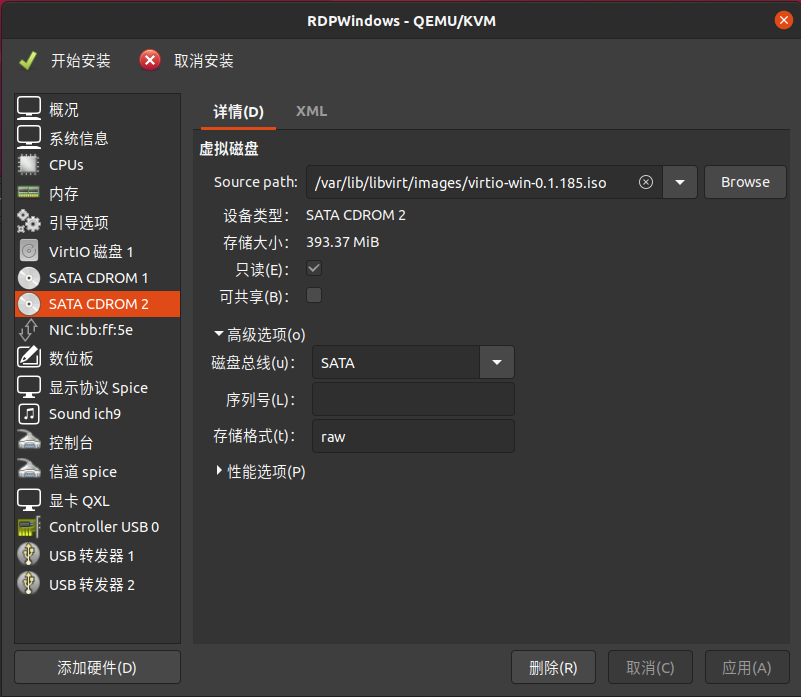 RDPWindows - QEMU/KVM
开始安装
取消安装
概况
系统信息
CPUs
内存
引导选项
VirtIO 磁盘 1
SATA CDROM 1
SATA CDROM 2
NIC :bb:ff:5e
数位板
显示协议 Spice
Sound ich9
控制台
信道 spice
显卡 QXL
Controller USB 0
USB 转发器 1
USB 转发器 2
添加硬件(D)
详情(D)
XML
虚拟磁盘
Source path: /var/lib/libvirt/images/virtio-win-0.1.185.iso Browse
设备类型: SATA CDROM 2
存储大小: 393.37 MiB
只读(E):
可共享(B):
高级选项(o)
磁盘总线(u): SATA
序列号(L):
存储格式(t): raw
性能选项(P)
删除(R)
取消(C)
应用(A)